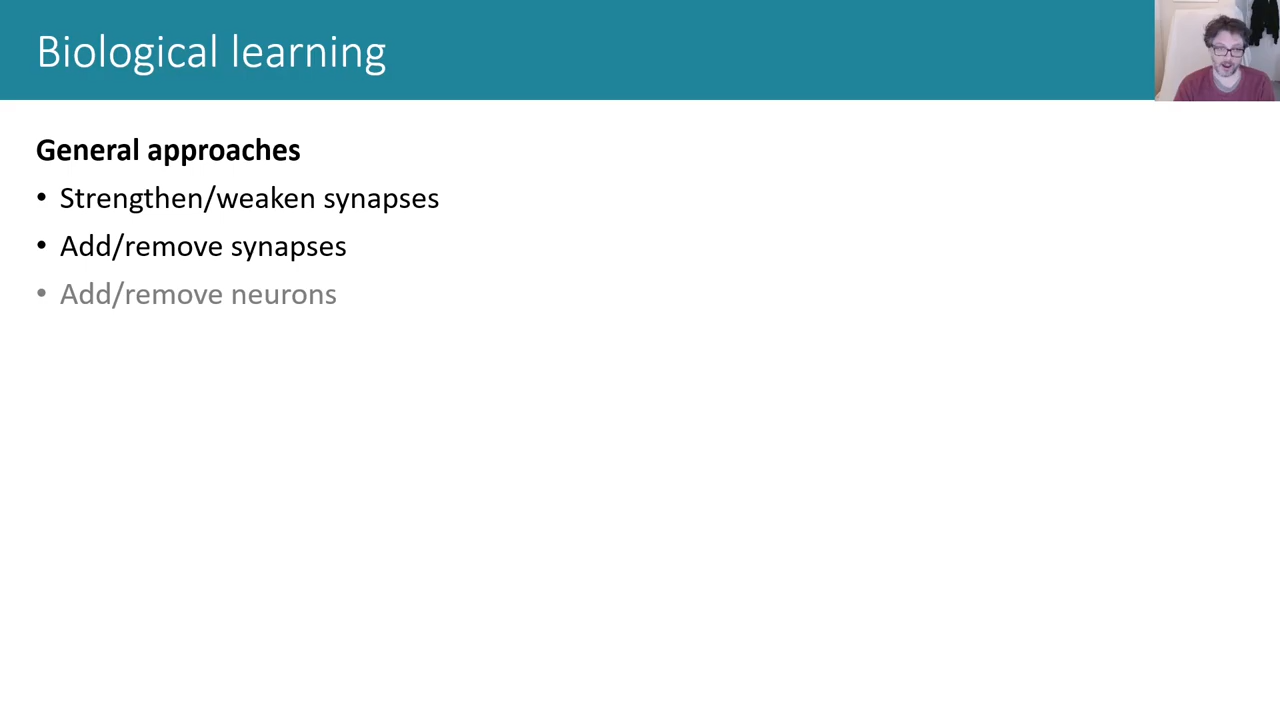 Biological learning
General approaches
• Strengthen/weaken synapses
• Add/remove synapses
• Add/remove neurons